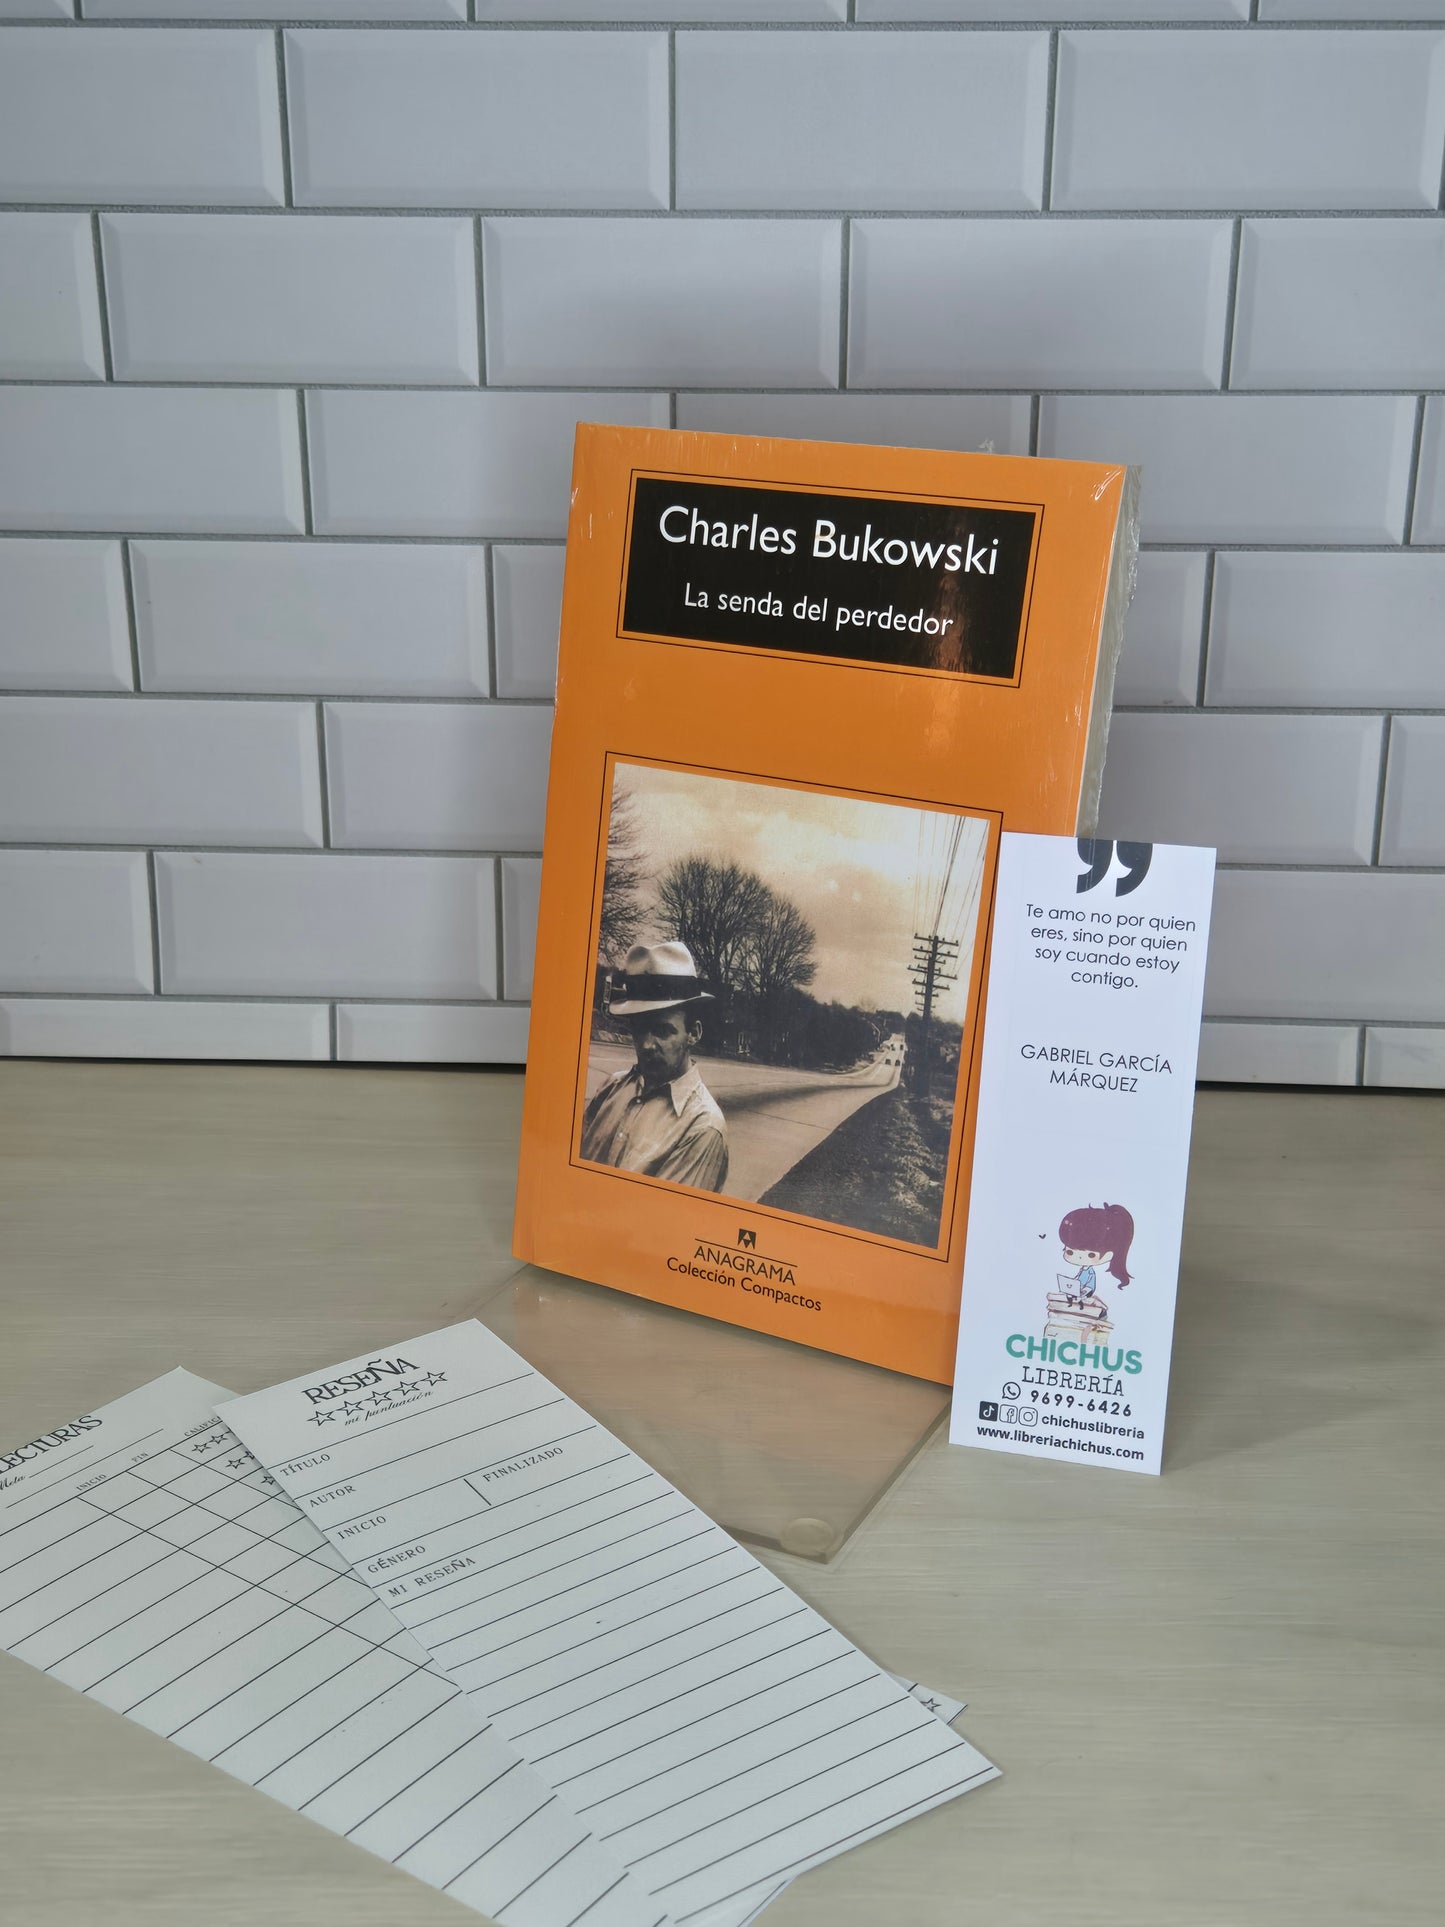 Charles Bukowski
La senda del perdedor
ANAGRAMA
Colección Compactos
Te amo no por quien
eres, sino por quien
soy cuando estoy
contigo.
GABRIEL GARCÍA
MÁRQUEZ
CHICHUS
LIBRERÍA
9699-6426
chichuslibreria
www.libreriachichus.com
RESEÑA
mi puntuación
TÍTULO
AUTOR
INICIO
FINALIZADO
GÉNERO
MI RESEÑA
LECTURAS
Meta
INICIO
FIN